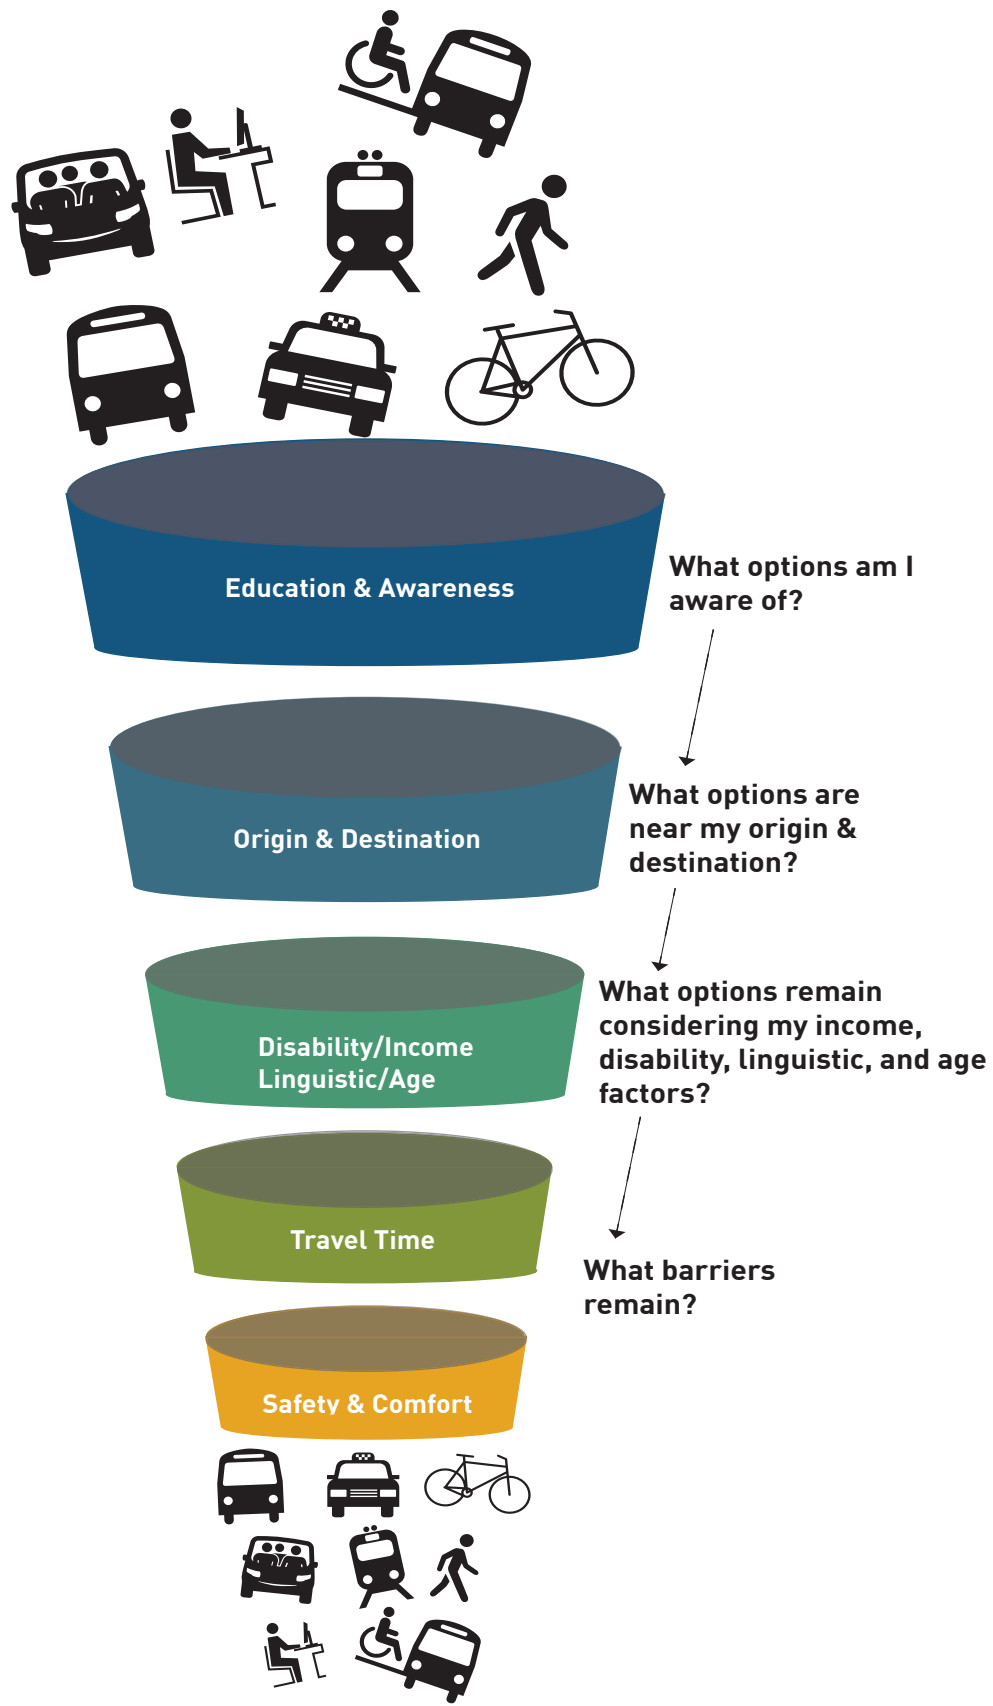 Education & Awareness
What options am I
aware of?
Origin & Destination
What options are
near my origin &
destination?
Disability/Income
Linguistic/Age
What options remain
considering my income,
disability, linguistic, and age
factors?
Travel Time
What barriers
remain?
Safety & Comfort